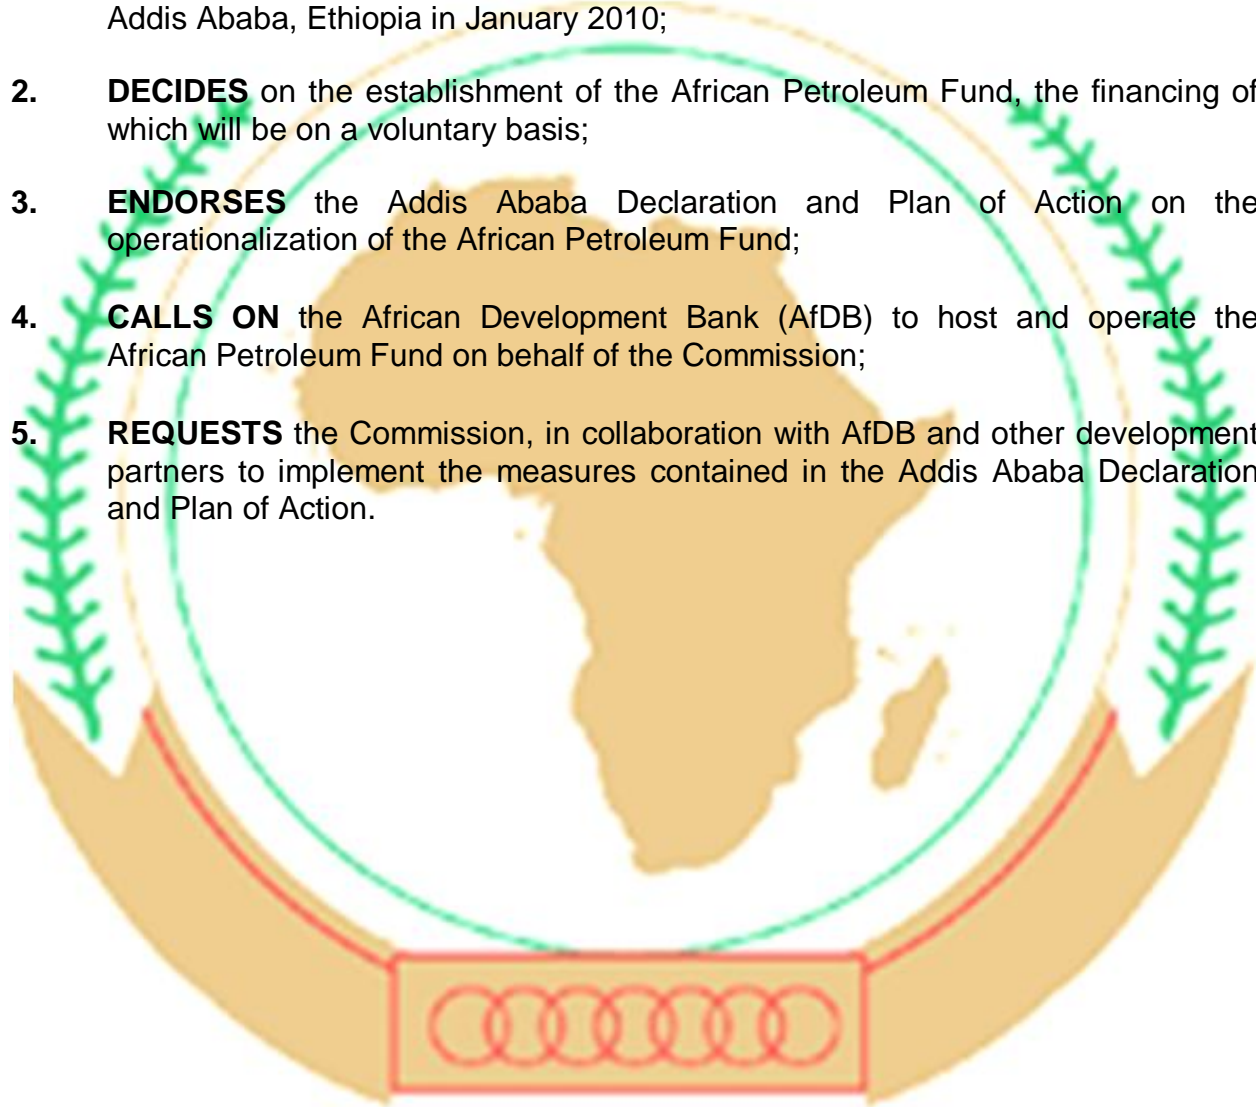 Addis Ababa, Ethiopia in January 2010;
2. DECIDES on the establishment of the African Petroleum Fund, the financing of
which will be on a voluntary basis;
3. ENDORSES the Addis Ababa Declaration and Plan of Action on the
operationalization of the African Petroleum Fund;
4. CALLS ON the African Development Bank (AfDB) to host and operate the
African Petroleum Fund on behalf of the Commission;
5. REQUESTS the Commission, in collaboration with AfDB and other development
partners to implement the measures contained in the Addis Ababa Declaration
and Plan of Action.